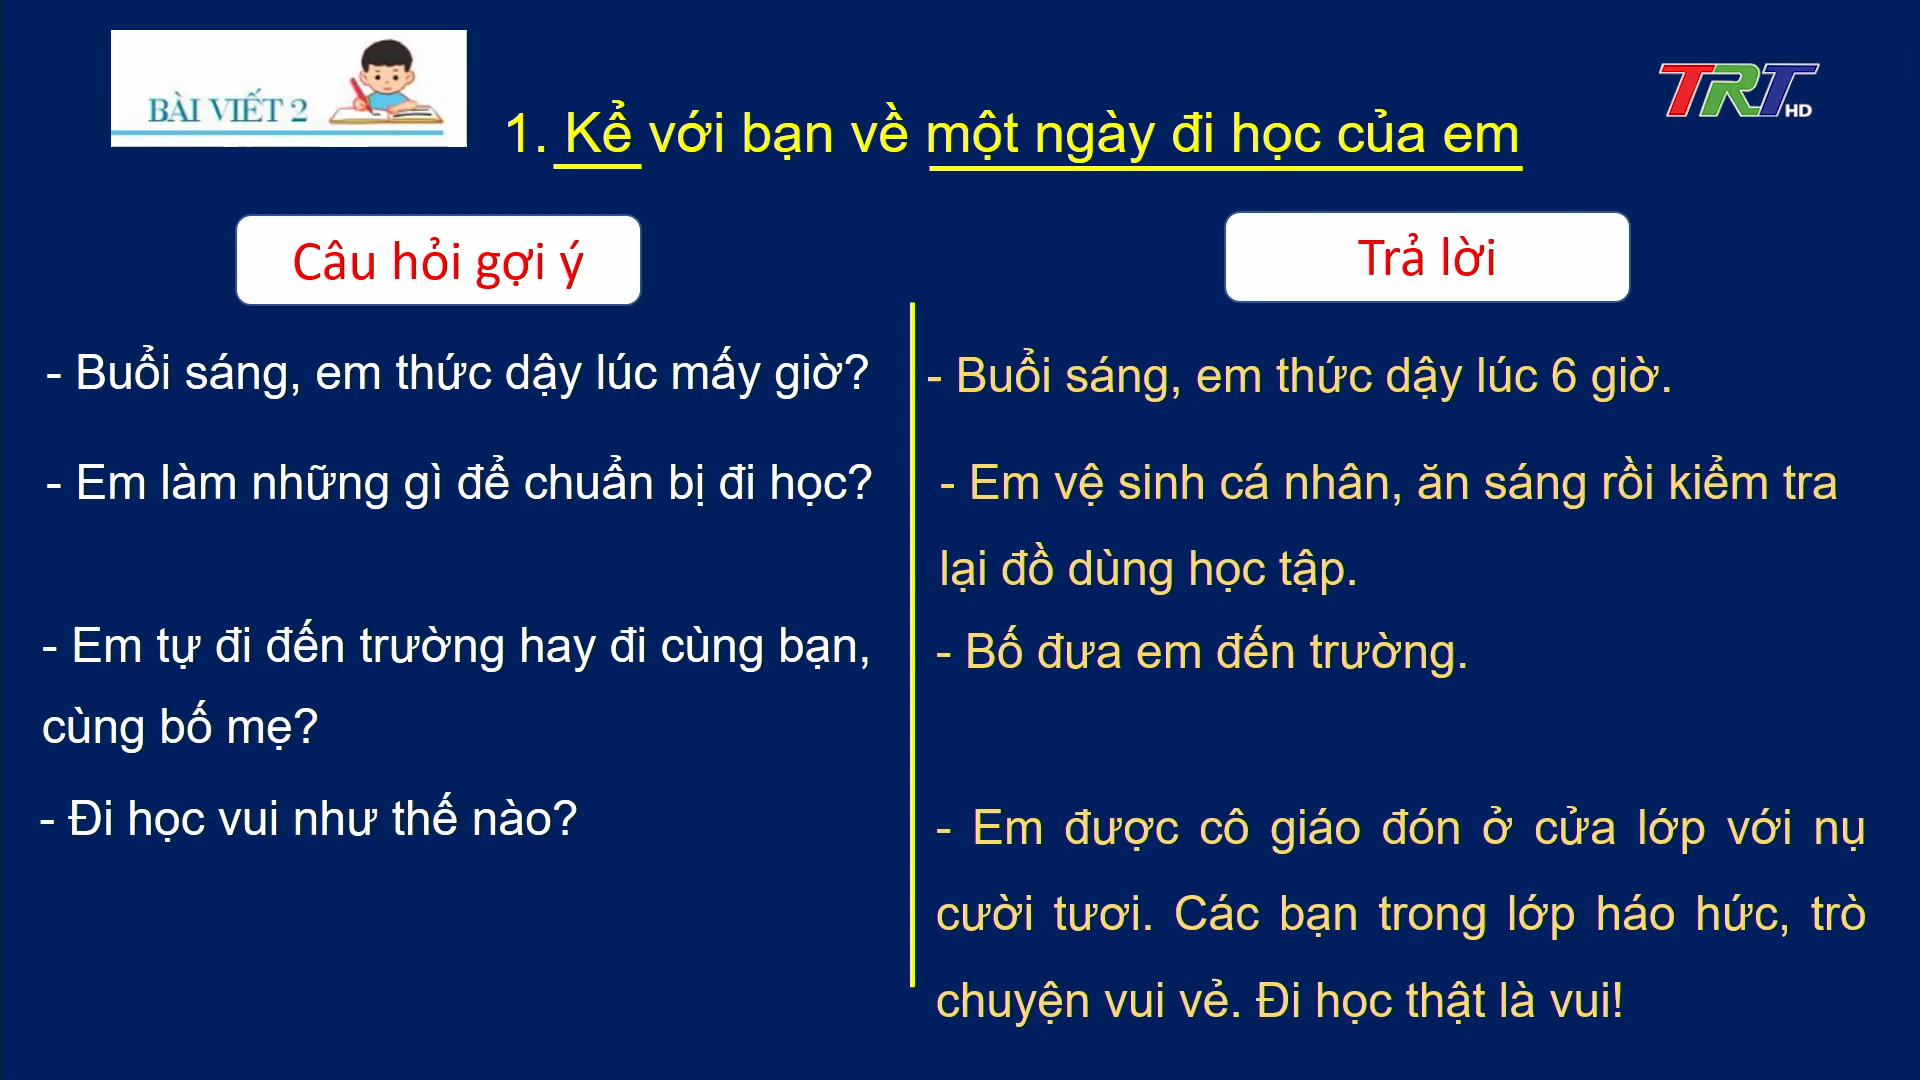 BÀI VIẾT 2
TRT HD
1. Kể với bạn về một ngày đi học của em
Câu hỏi gợi ý
- Buổi sáng, em thức dậy lúc mấy giờ?
- Em làm những gì để chuẩn bị đi học?
- Em tự đi đến trường hay đi cùng bạn,
cùng bố mẹ?
- Đi học vui như thế nào?
Trả lời
- Buổi sáng, em thức dậy lúc 6 giờ.
- Em vệ sinh cá nhân, ăn sáng rồi kiểm tra
lại đồ dùng học tập.
- Bố đưa em đến trường.
- Em được cô giáo đón ở cửa lớp với nụ
cười tươi. Các bạn trong lớp háo hức, trò
chuyện vui vẻ. Đi học thật là vui!